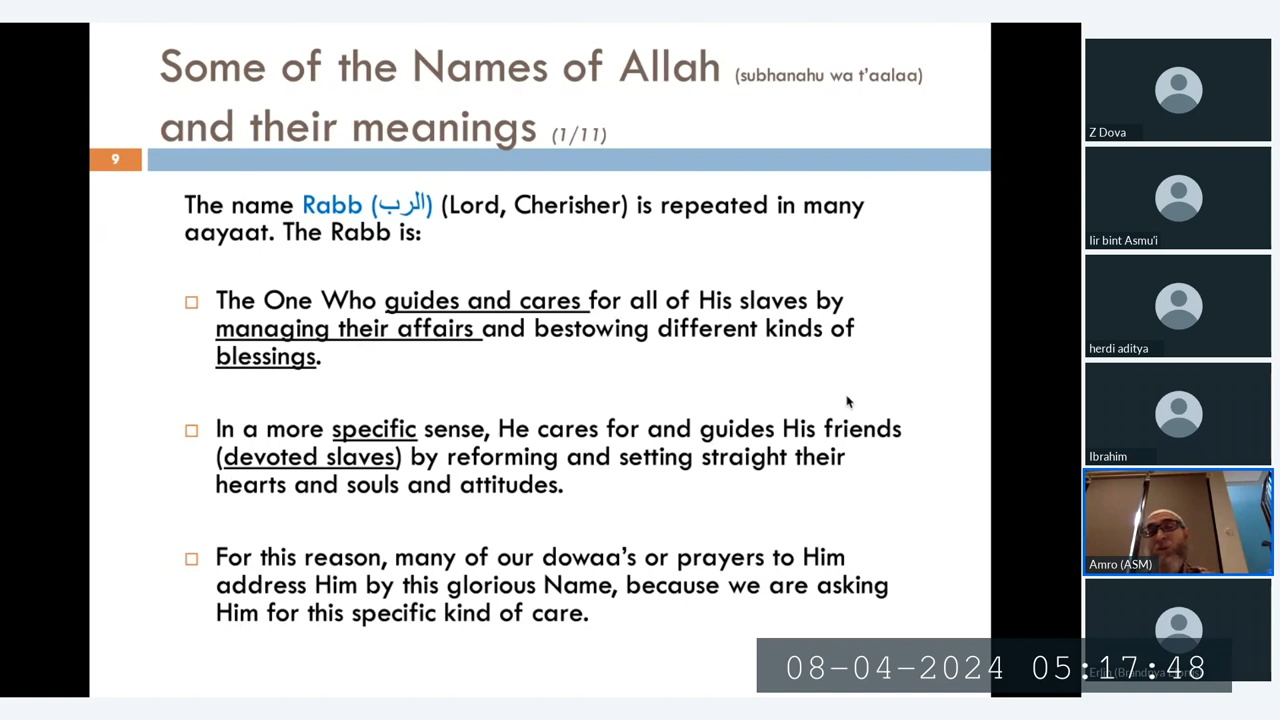 Some of the Names of Allah (subhanahu wa t'aalaa)
and their meanings (1/11)
9
The name Rabb (الرب) (Lord, Cherisher) is repeated in many
aayaat. The Rabb is:
The One Who guides and cares for all of His slaves by
managing their affairs and bestowing different kinds of
blessings.
In a more specific sense, He cares for and guides His friends
(devoted slaves) by reforming and setting straight their
hearts and souls and attitudes.
For this reason, many of our dowaa's or prayers to Him
address Him by this glorious Name, because we are asking
Him for this specific kind of care.
Z Dova
Iir bint Asmu'i
herdi aditya
Ibrahim
Amro (ASM)
08-04-2024 05:17:48